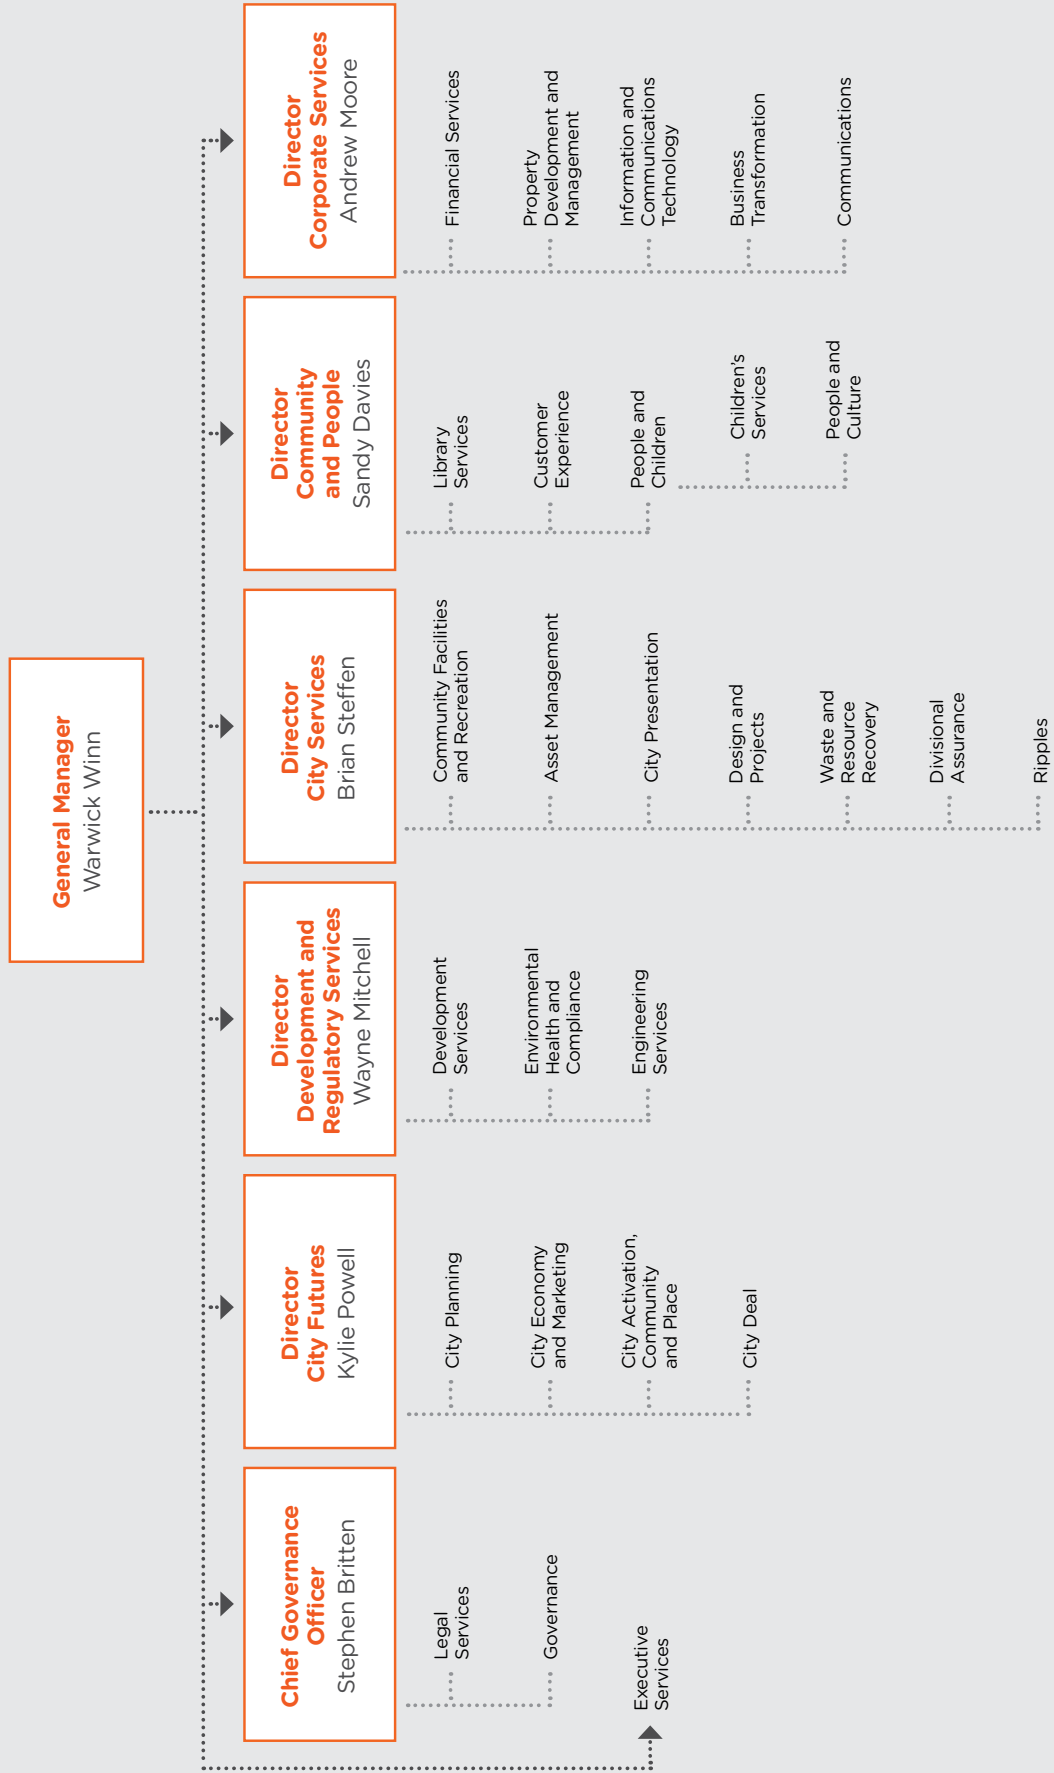 General Manager
Warwick Winn
Chief Governance
Officer
Stephen Britten
Legal
Services
Governance
Executive
Services
Director
City Futures
Kylie Powell
City Planning
City Economy
and Marketing
City Activation,
Community
and Place
City Deal
Director
Development and
Regulatory Services
Wayne Mitchell
Development
Services
Environmental
Health and
Compliance
Engineering
Services
Director
City Services
Brian Steffen
Community Facilities
and Recreation
Asset Management
City Presentation
Design and
Projects
Waste and
Resource
Recovery
Divisional
Assurance
Ripples
Director
Community
and People
Sandy Davies
Library
Services
Customer
Experience
People and
Children
Children’s
Services
People and
Culture
Director
Corporate Services
Andrew Moore
Financial Services
Property
Development and
Management
Information and
Communications
Technology
Business
Transformation
Communications